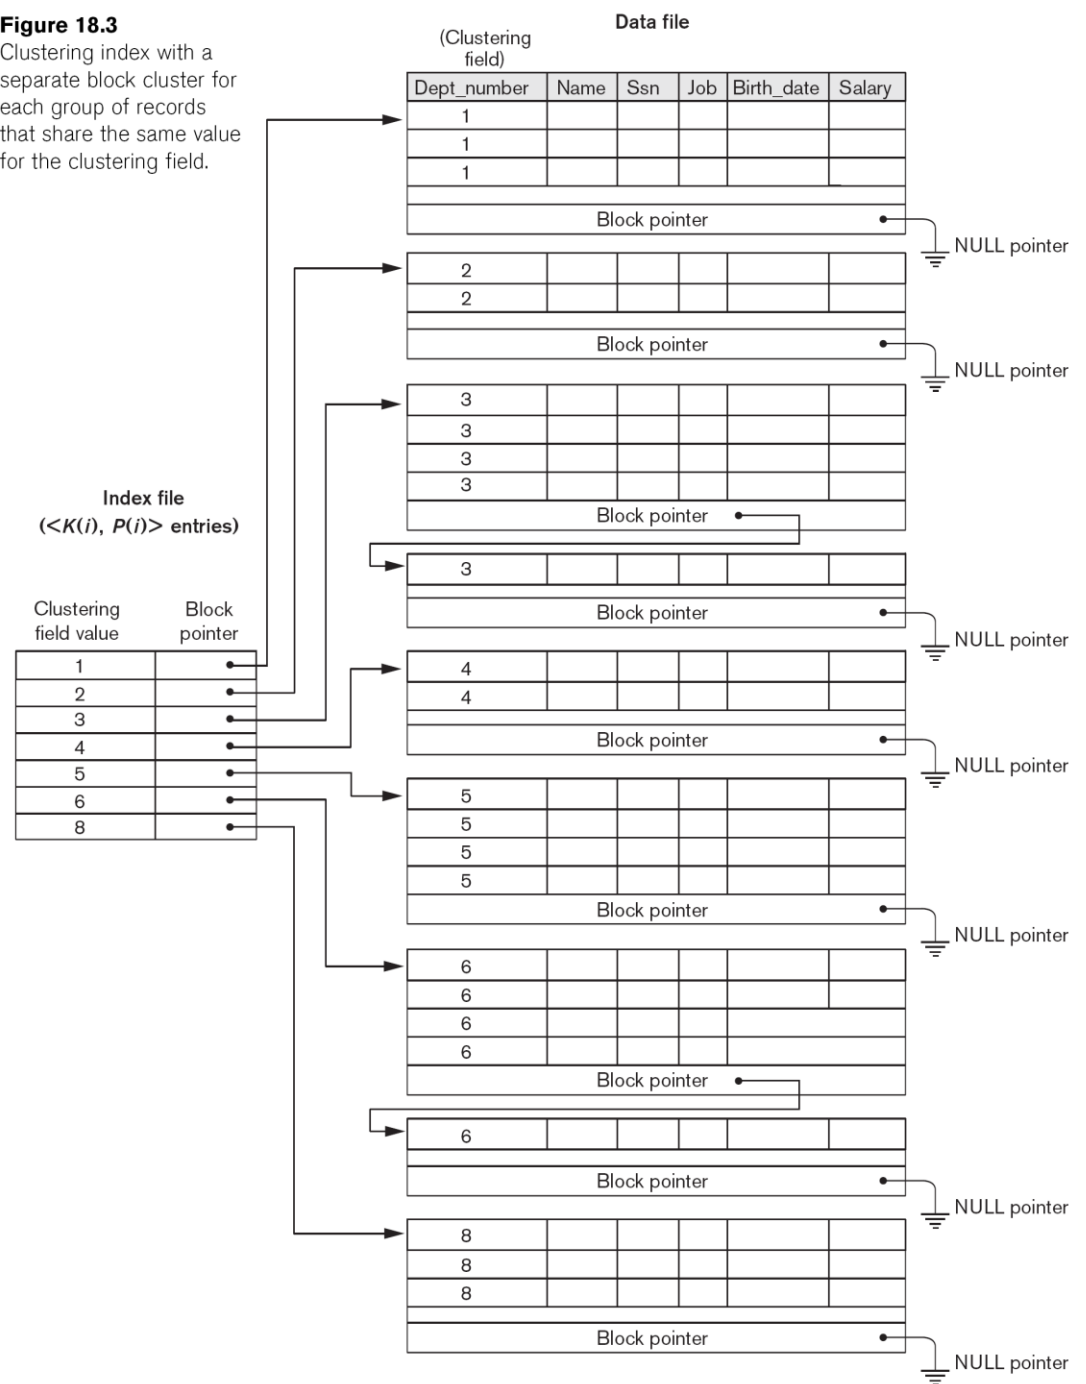 Figure 18.3
Clustering index with a
separate block cluster for
each group of records
that share the same value
for the clustering field.
Data file
(Clustering
field)
Dept_number Name Ssn Job Birth_date Salary
1
1
1
Block pointer
NULL pointer
2
2
Block pointer
NULL pointer
3
3
3
3
Block pointer
3
Block pointer
NULL pointer
4
4
Block pointer
NULL pointer
5
5
5
5
Block pointer
NULL pointer
6
6
6
6
Block pointer
6
Block pointer
NULL pointer
8
8
8
Block pointer
NULL pointer
Index file
(<K(i), P(i)> entries)
Clustering
field value
Block
pointer
1
2
3
4
5
6
8